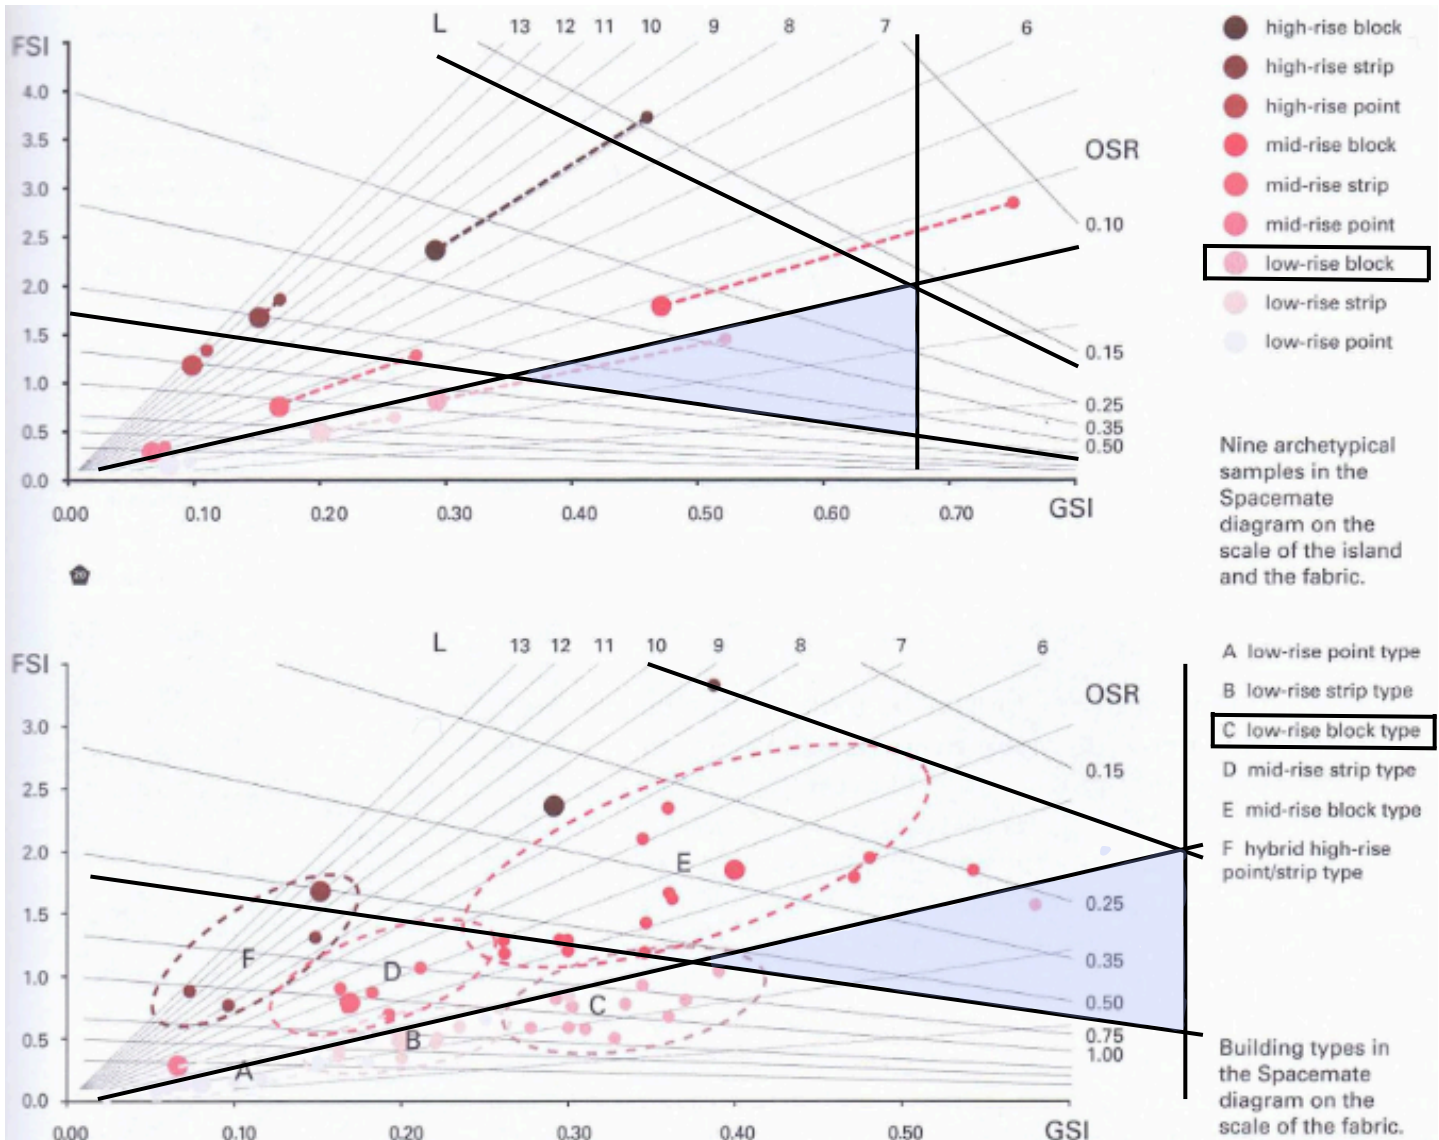 L 13 12 11 10 9 8 7 6
FSI
4.0
3.5
3.0
2.5
2.0
1.5
1.0
0.5
0.0
OSR
0.10
0.15
0.25
0.35
0.50
0.00 0.10 0.20 0.30 0.40 0.50 0.60 0.70 GSI
high-rise block
high-rise strip
high-rise point
mid-rise block
mid-rise strip
mid-rise point
low-rise block
low-rise strip
low-rise point
Nine archetypical
samples in the
Spacemate
diagram on the
scale of the island
and the fabric.
20
L 13 12 11 10 9 8 7 6
FSI
3.0
2.5
2.0
1.5
1.0
0.5
0.0
OSR
0.15
0.25
0.35
0.50
0.75
1.00
E
F
D
C
B
A
0.00 0.10 0.20 0.30 0.40 0.50 GSI
A low-rise point type
B low-rise strip type
C low-rise block type
D mid-rise strip type
E mid-rise block type
F hybrid high-rise
point/strip type
Building types in
the Spacemate
diagram on the
scale of the fabric.